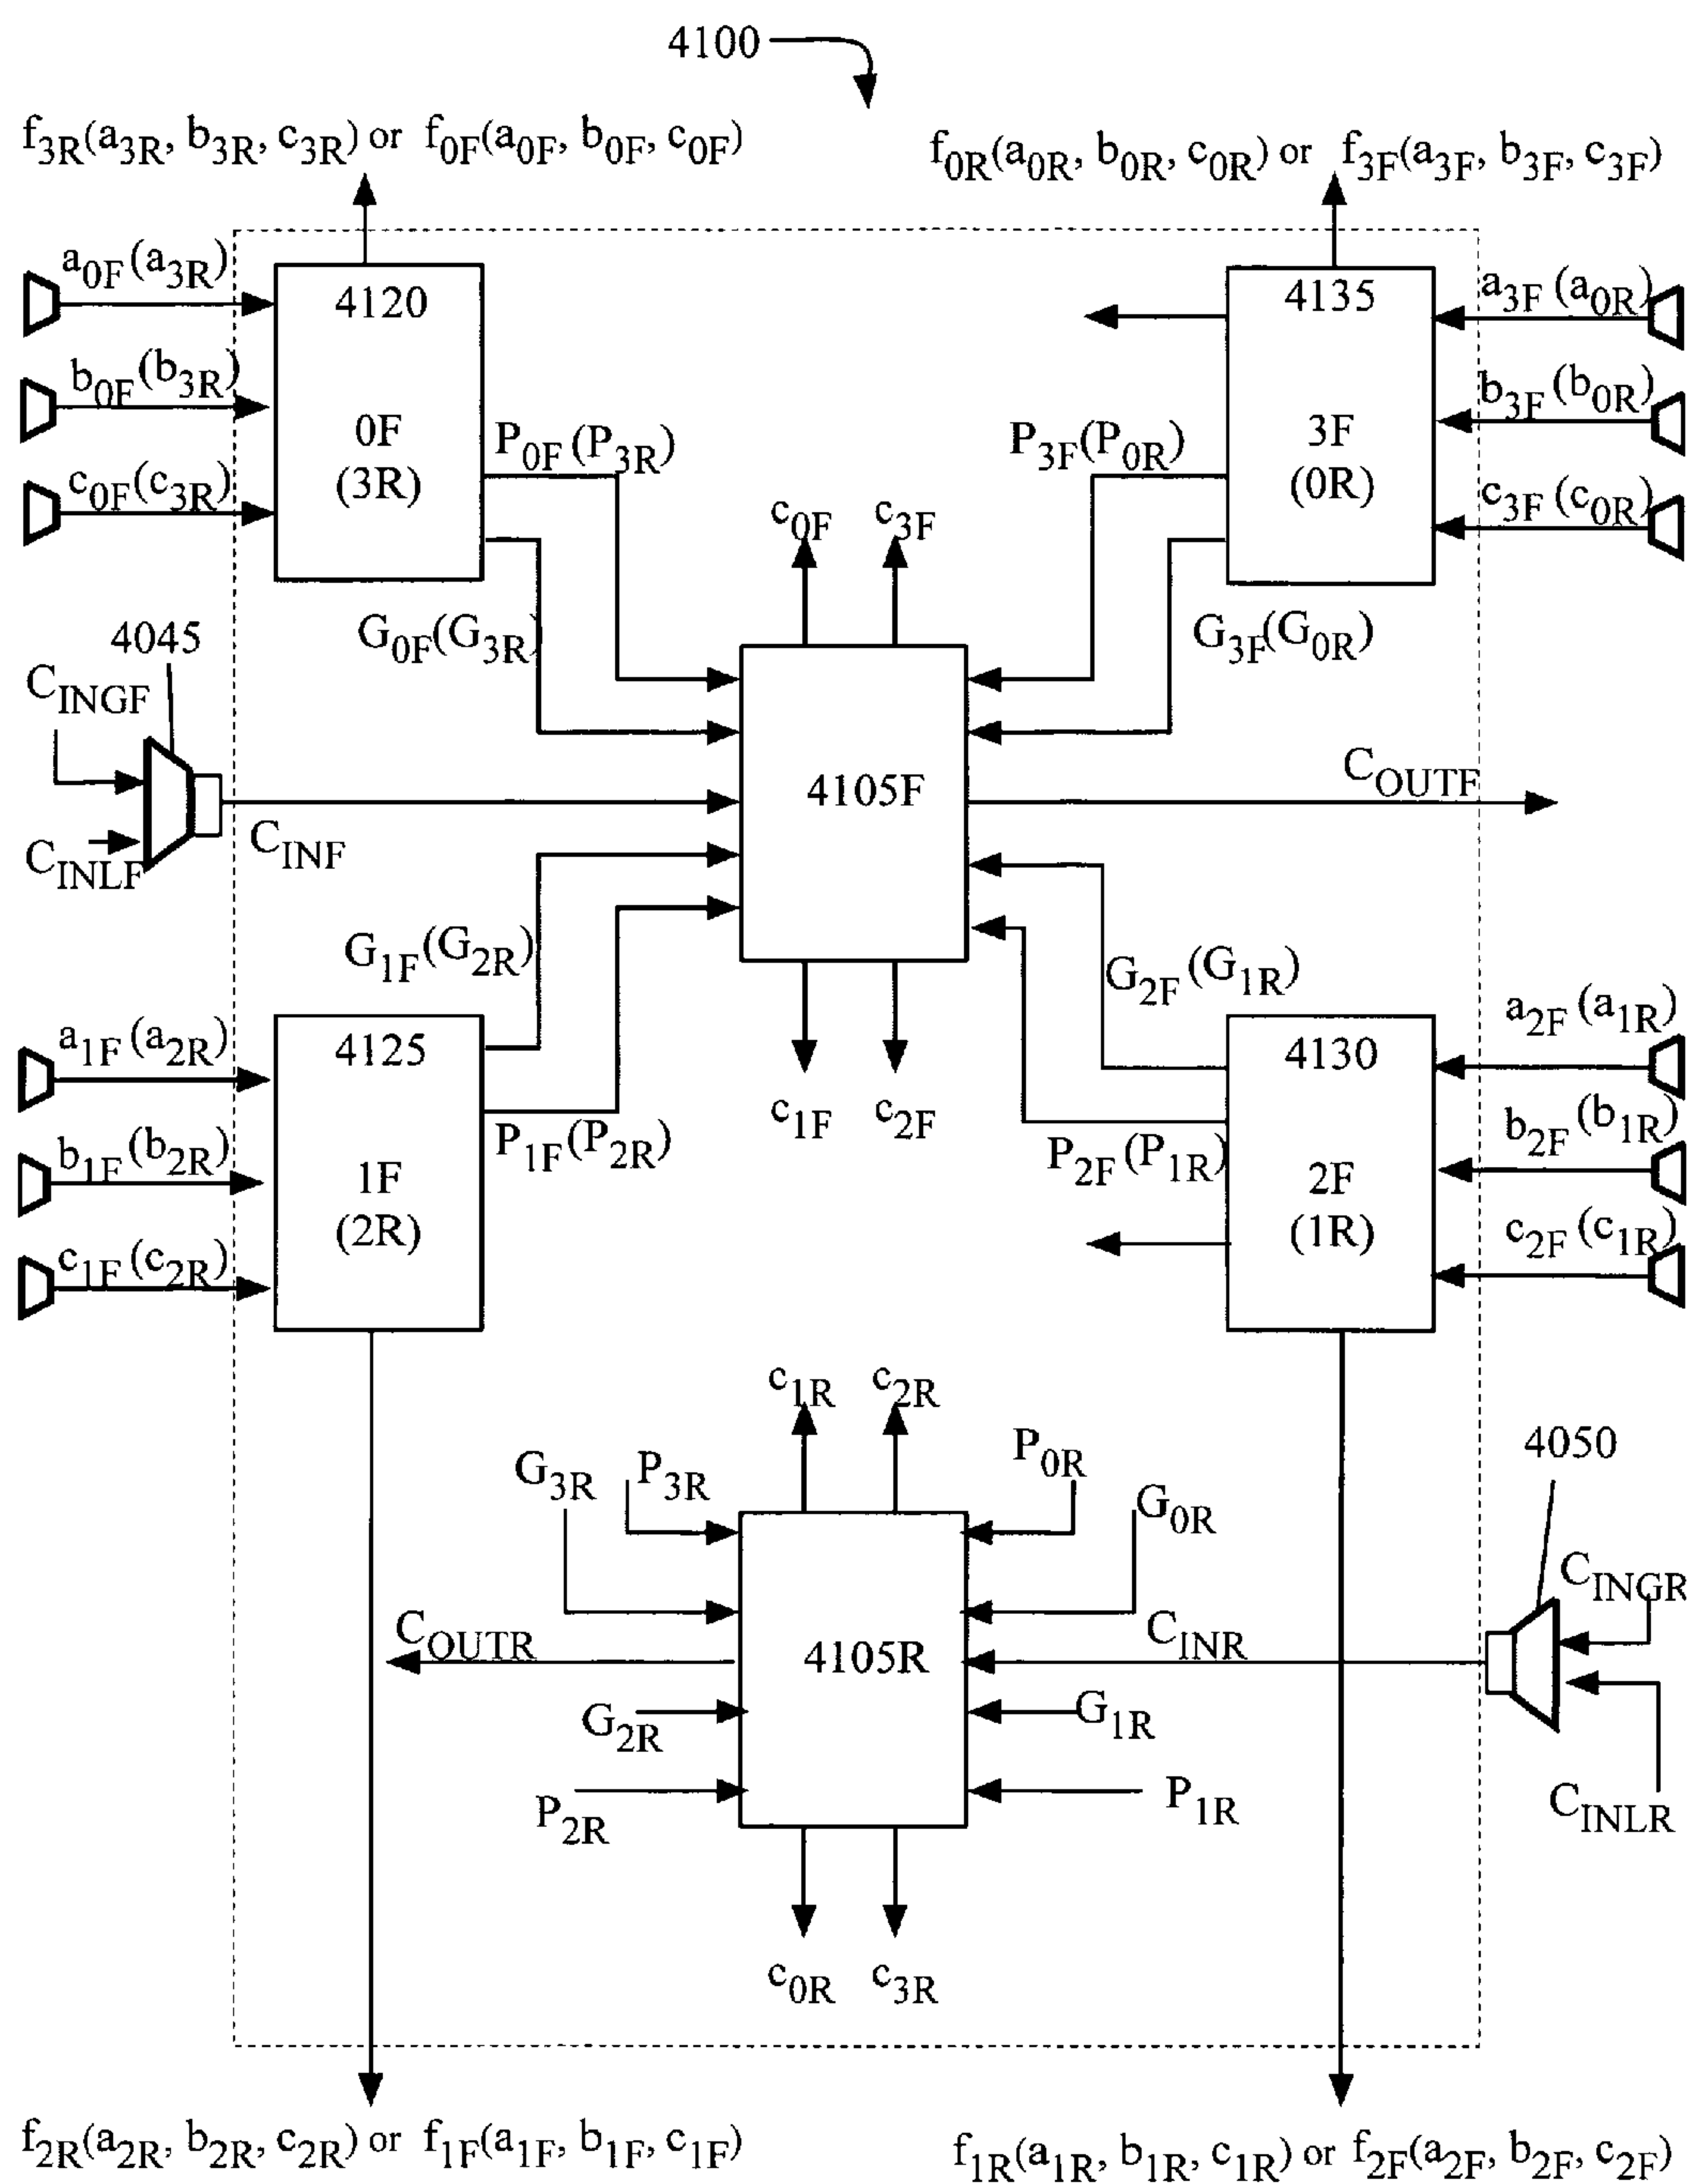 4100
f3R(a3R, b3R, c3R) or f0F(a0F, b0F, c0F)
f0R(a0R, b0R, c0R) or f3F(a3F, b3F, c3F)
a0F (a3R)
b0F (b3R)
c0F (c3R)
4120
0F
(3R)
P0F (P3R)
G0F(G3R)
4135
3F
(0R)
P3F(P0R)
G3F(G0R)
a3F (a0R)
b3F (b0R)
c3F (c0R)
c0F
c3F
4045
CINGF
CINLF
CINF
4105F
COUTF
c1F
c2F
G1F(G2R)
P1F(P2R)
a1F (a2R)
b1F (b2R)
c1F (c2R)
4125
1F
(2R)
G2F (G1R)
P2F (P1R)
4130
2F
(1R)
a2F (a1R)
b2F (b1R)
c2F (c1R)
c1R
c2R
G3R
P3R
P0R
G0R
4050
CINGR
CINLR
CINR
COUTR
4105R
G2R
G1R
P2R
P1R
c0R
c3R
f2R(a2R, b2R, c2R) or f1F(a1F, b1F, c1F)
f1R(a1R, b1R, c1R) or f2F(a2F, b2F, c2F)